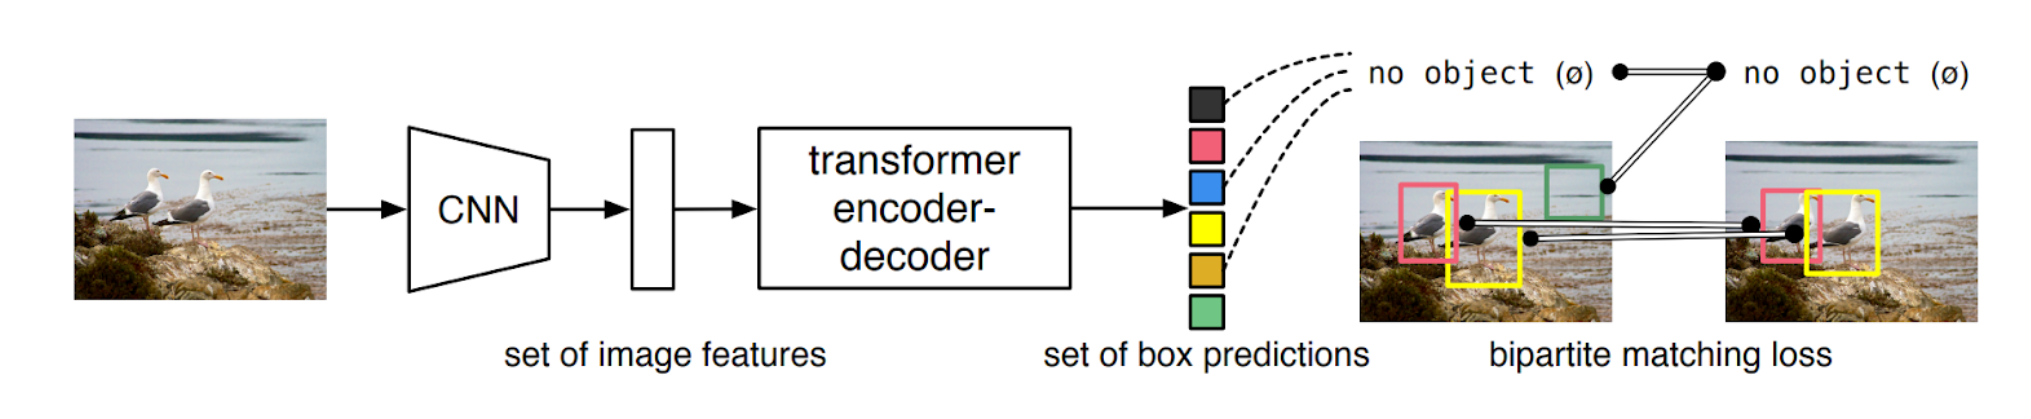 CNN
transformer
encoder-
decoder
no object (ø)
no object (ø)
set of image features
set of box predictions
bipartite matching loss